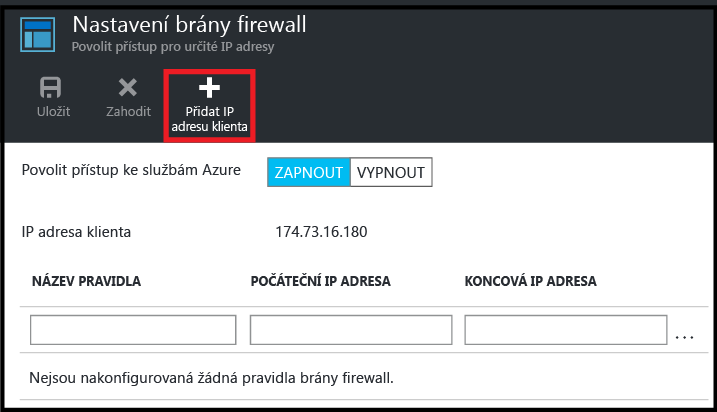 Nastavení brány firewall
Povolit přístup pro určité IP adresy
Uložit
Zahodit
Přidat IP
adresu klienta
Povolit přístup ke službám Azure
ZAPNOUT
VYPNOUT
IP adresa klienta
174.73.16.180
NÁZEV PRAVIDLA
POČÁTEČNÍ IP ADRESA
KONCOVÁ IP ADRESA
...
Nejsou nakonfigurovaná žádná pravidla brány firewall.